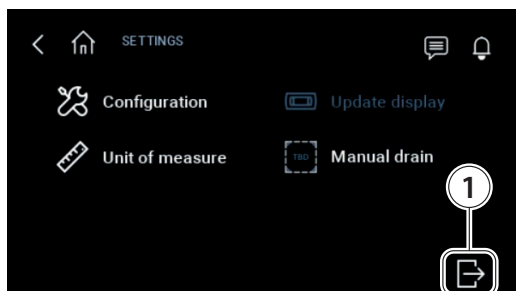 SETTINGS
Configuration
Update display
Unit of measure
TBD
Manual drain
1